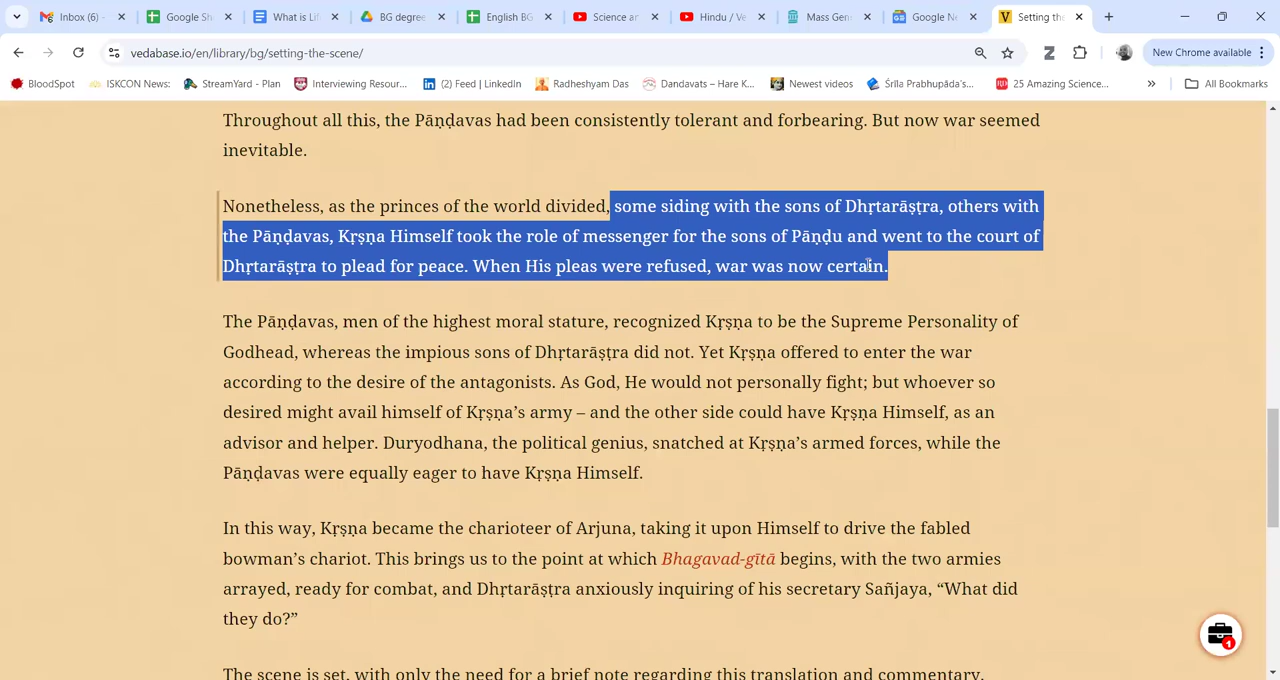 Inbox (6) -
Google Sh
What is Lif
BG degree
English BG
Science an
Hindu / Ve
Mass Gen
Google Ne
Setting the
vedabase.io/en/library/bg/setting-the-scene/
New Chrome available
BloodSpot
ISKCON News:
StreamYard - Plan
Interviewing Resour...
(2) Feed | LinkedIn
Radheshyam Das
Dandavats – Hare K...
Newest videos
Śrīla Prabhupāda's...
25 Amazing Science...
»
All Bookmarks
Throughout all this, the Pāṇḍavas had been consistently tolerant and forbearing. But now war seemed
inevitable.
Nonetheless, as the princes of the world divided, some siding with the sons of Dhṛtarāṣṭra, others with
the Pāṇḍavas, Kṛṣṇa Himself took the role of messenger for the sons of Pāṇḍu and went to the court of
Dhṛtarāṣṭra to plead for peace. When His pleas were refused, war was now certain.
The Pāṇḍavas, men of the highest moral stature, recognized Kṛṣṇa to be the Supreme Personality of
Godhead, whereas the impious sons of Dhṛtarāṣṭra did not. Yet Kṛṣṇa offered to enter the war
according to the desire of the antagonists. As God, He would not personally fight; but whoever so
desired might avail himself of Kṛṣṇa’s army – and the other side could have Kṛṣṇa Himself, as an
advisor and helper. Duryodhana, the political genius, snatched at Kṛṣṇa’s armed forces, while the
Pāṇḍavas were equally eager to have Kṛṣṇa Himself.
In this way, Kṛṣṇa became the charioteer of Arjuna, taking it upon Himself to drive the fabled
bowman’s chariot. This brings us to the point at which Bhagavad-gītā begins, with the two armies
arrayed, ready for combat, and Dhṛtarāṣṭra anxiously inquiring of his secretary Sañjaya, “What did
they do?”
The scene is set, with only the need for a brief note regarding this translation and commentary.
1